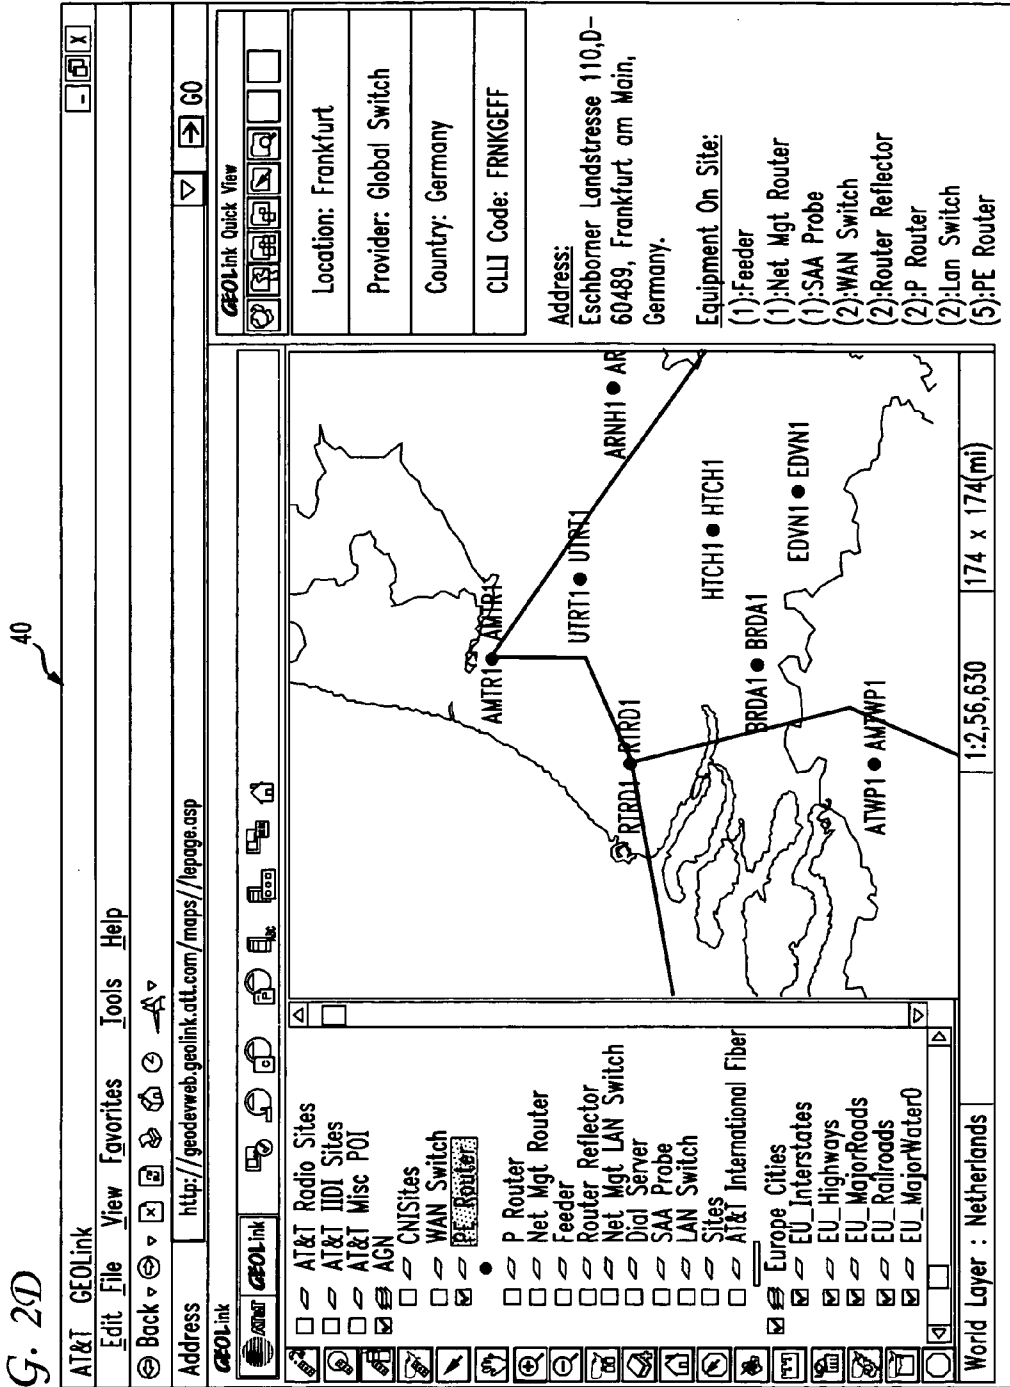 G. 2D
40
AT&T GEOLink
Edit File View Favorites Tools Help
Back
Address http://geodevweb.geolink.att.com/maps//lepage.asp GO
GEOLink
AT&T GEOLink
AT&T Radio Sites
AT&T IIDI Sites
AT&T Misc POI
AGN
CNISites
WAN Switch
PE Router
P Router
Net Mgt Router
Feeder
Router Reflector
Net Mgt LAN Switch
Dial Server
SAA Probe
LAN Switch
Sites
AT&T International Fiber
Europe Cities
EU_Interstates
EU_Highways
EU_MajorRoads
EU_Railroads
EU_MajorWater0
AMTR1 AMTR1
UTRT1 UTRT1
ARNH1 AR
RTRD1 RTRD1
HTCH1 HTCH1
BRDA1 BRDA1
EDVN1 EDVN1
ATWP1 AMTWP1
GEOLink Quick View
Location: Frankfurt
Provider: Global Switch
Country: Germany
CLLI Code: FRNKGEFF
Address:
Eschborner Landstresse 110,D-
60489, Frankfurt am Main,
Germany.
Equipment On Site:
(1):Feeder
(1):Net Mgt Router
(1):SAA Probe
(2):WAN Switch
(2):Router Reflector
(2):P Router
(2):Lan Switch
(5):PE Router
World Layer : Netherlands 1:2,56,630 174 x 174(mi)